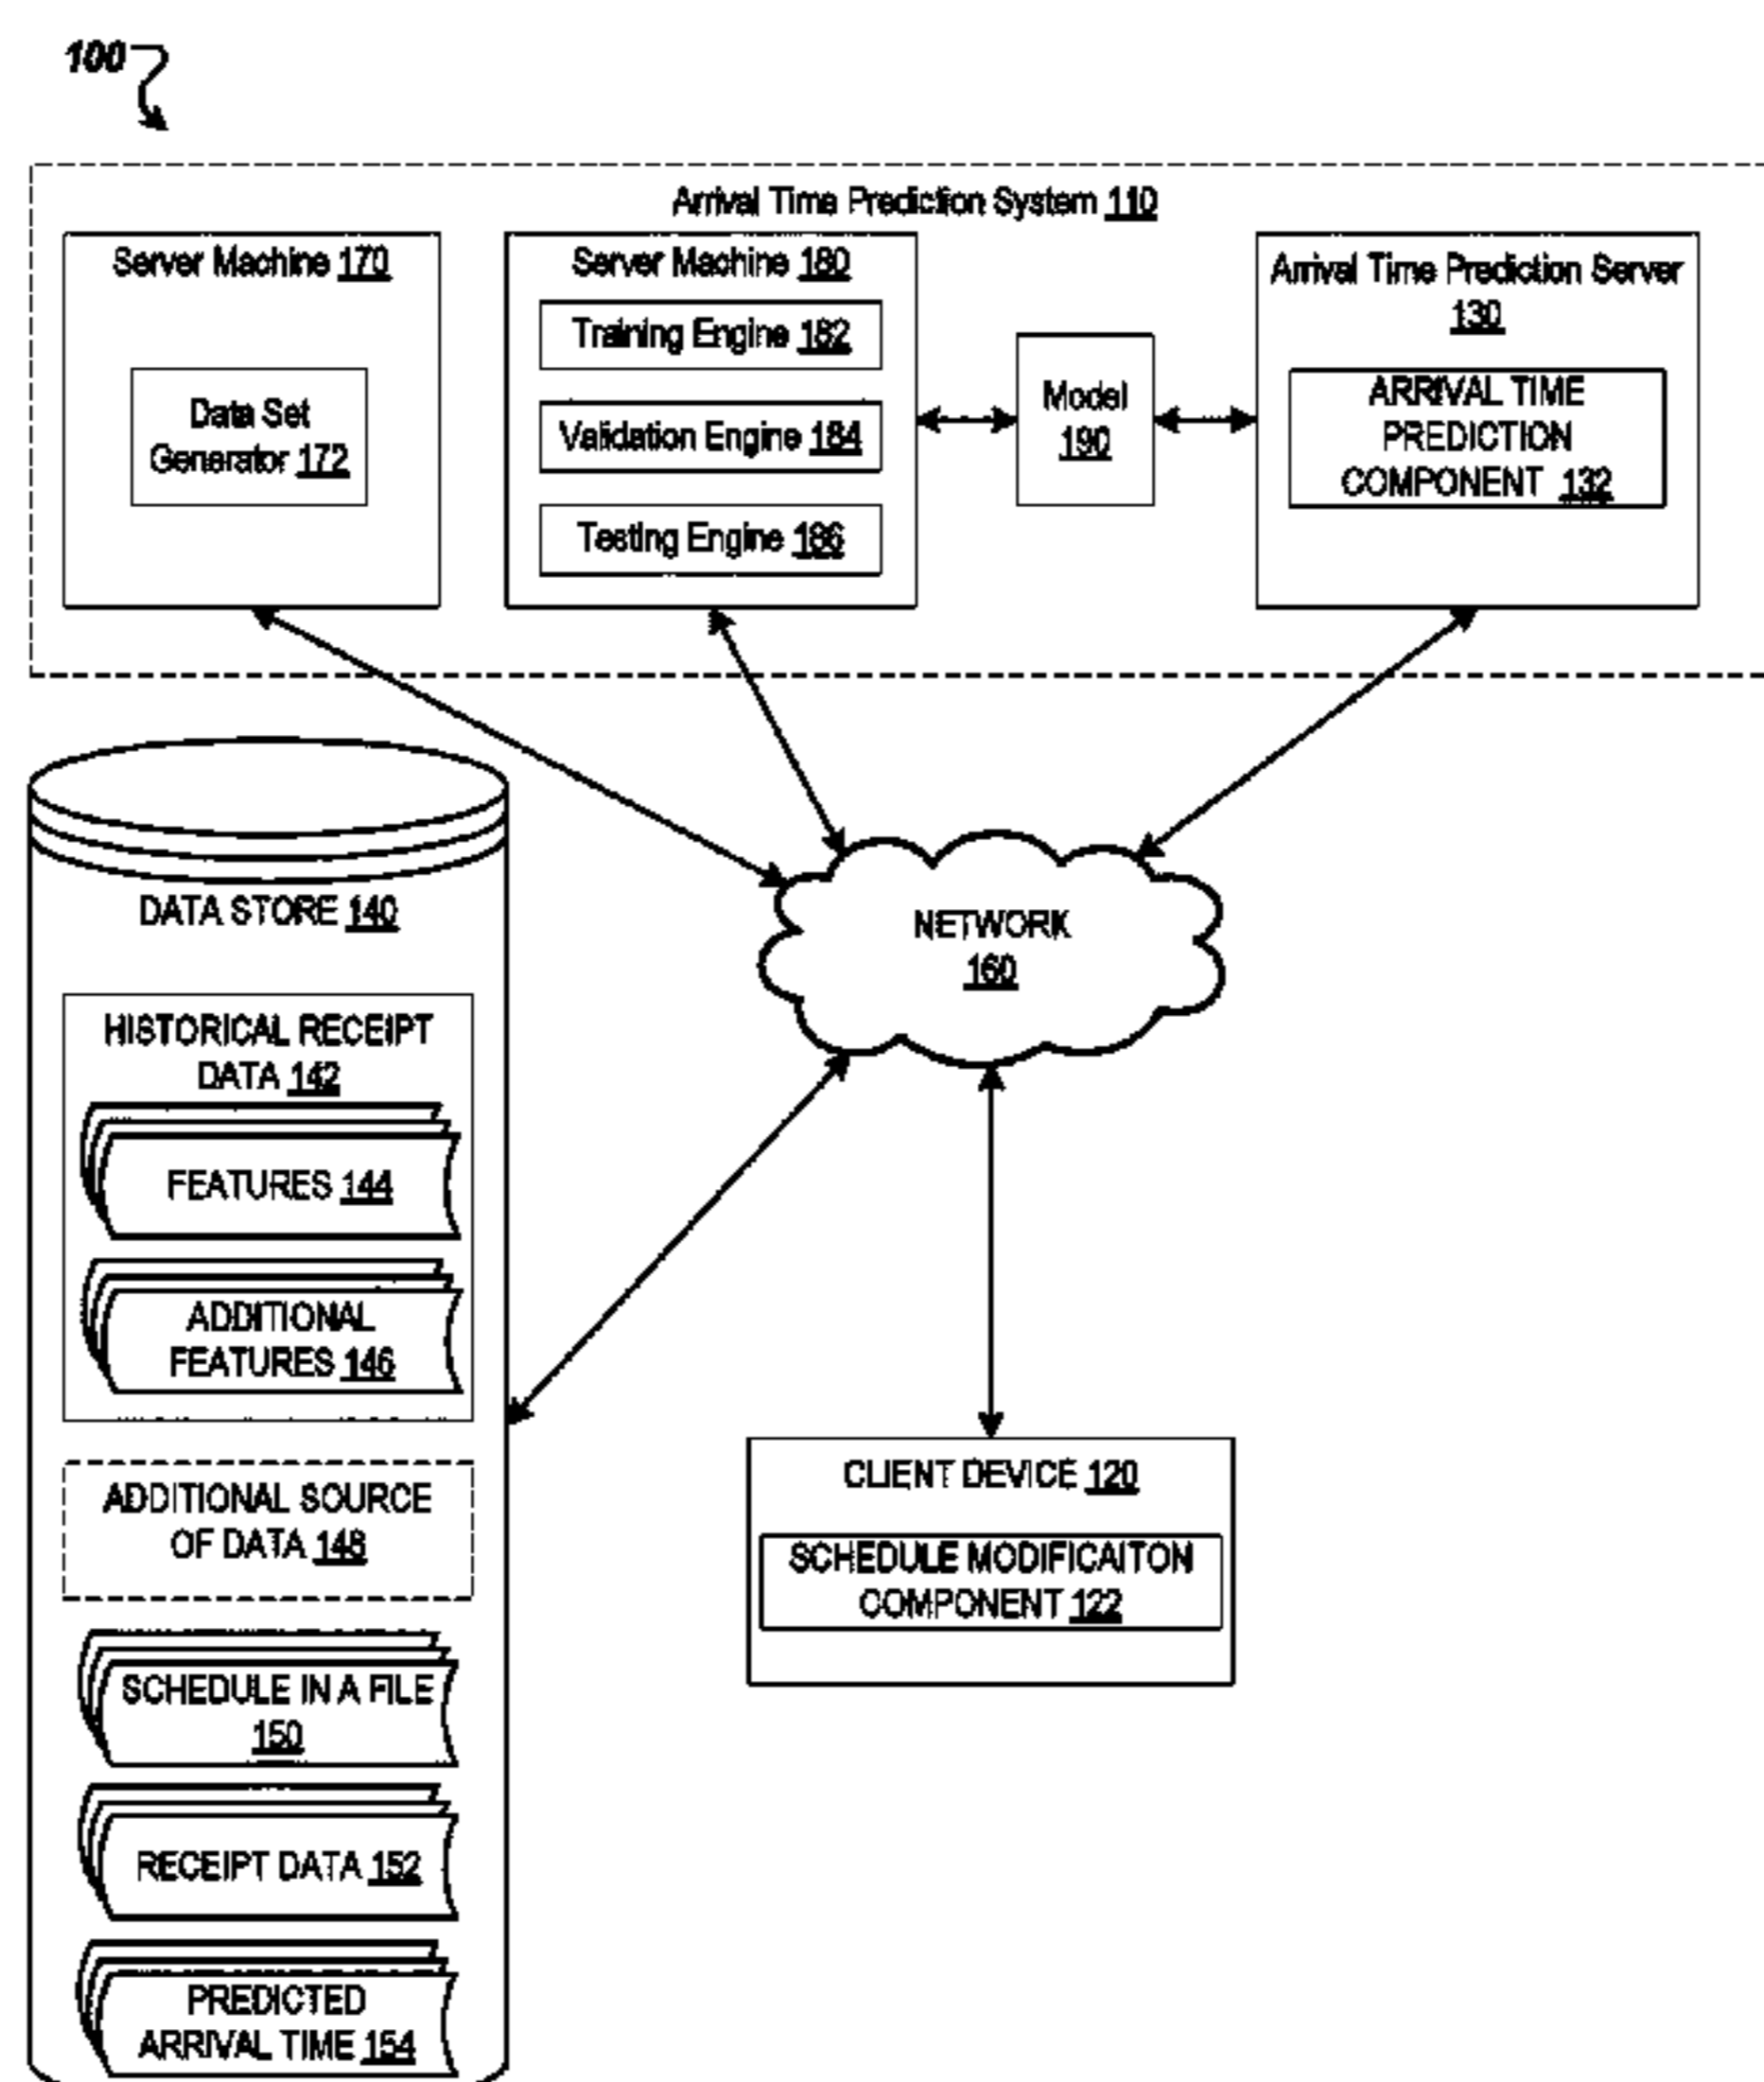 100
Arrival Time Prediction System 110
Server Machine 170
Data Set
Generator 172
Server Machine 180
Training Engine 182
Validation Engine 184
Testing Engine 186
Model
190
Arrival Time Prediction Server
130
ARRIVAL TIME
PREDICTION
COMPONENT 132
DATA STORE 140
HISTORICAL RECEIPT
DATA 142
FEATURES 144
ADDITIONAL
FEATURES 146
ADDITIONAL SOURCE
OF DATA 148
SCHEDULE IN A FILE
150
RECEIPT DATA 152
PREDICTED
ARRIVAL TIME 154
NETWORK
160
CLIENT DEVICE 120
SCHEDULE MODIFICAITON
COMPONENT 122